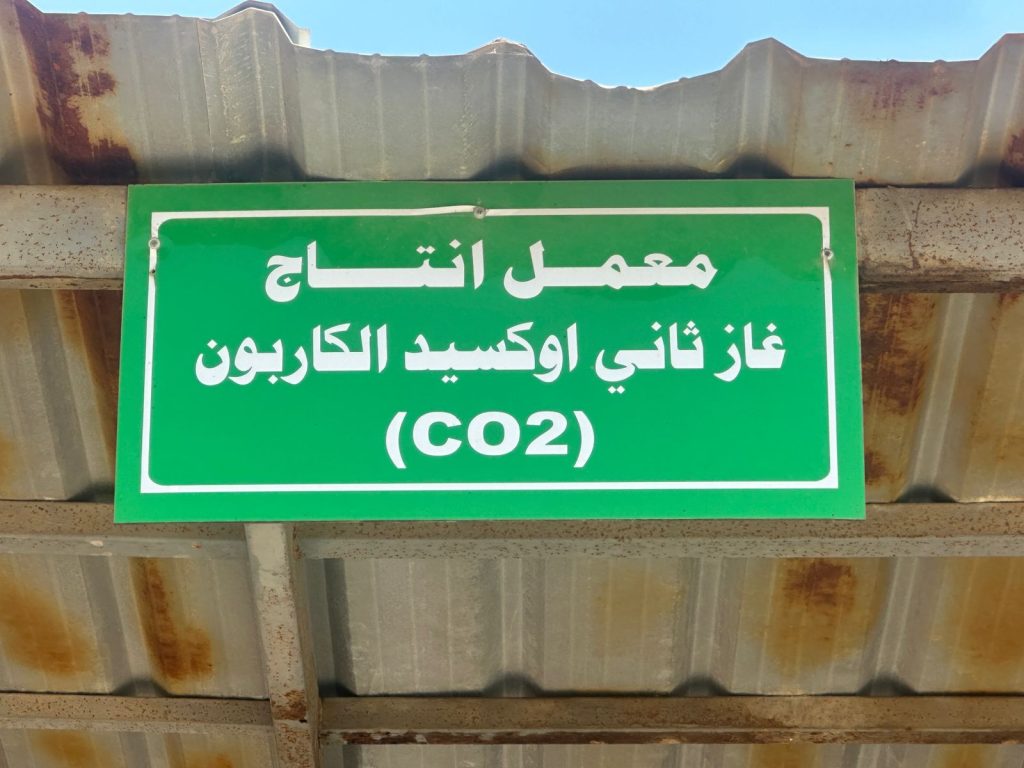 معمل انتاج
غاز ثاني اوكسيد الكاربون
(CO2)